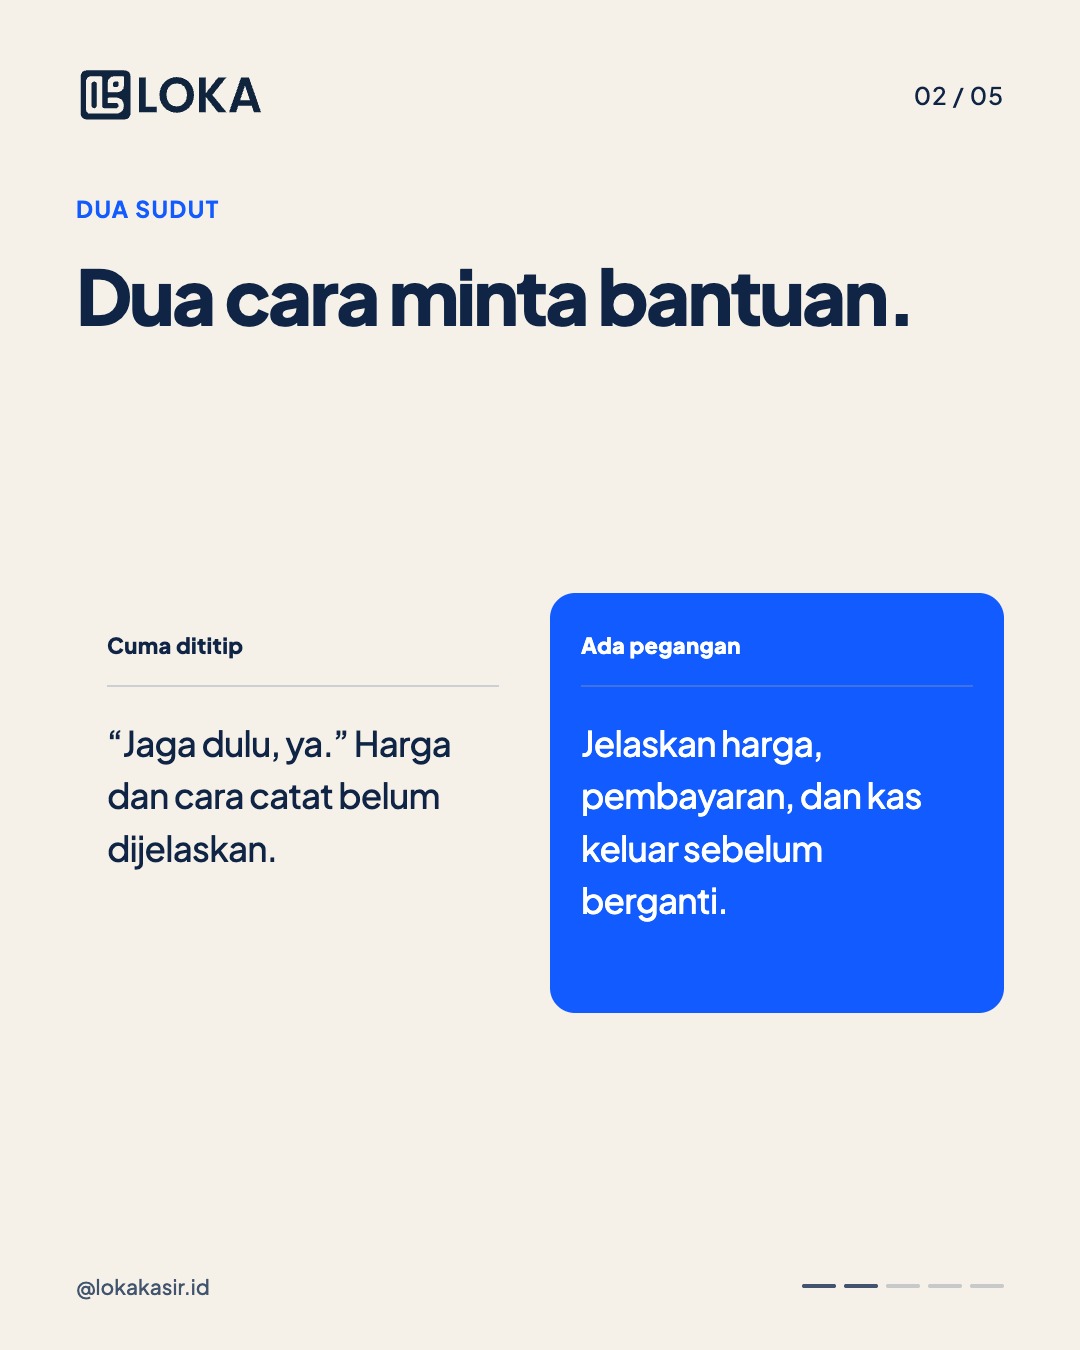 LOKA
02 / 05
DUA SUDUT
Dua cara minta bantuan.
Cuma dititip
“Jaga dulu, ya.” Harga
dan cara catat belum
dijelaskan.
Ada pegangan
Jelaskan harga,
pembayaran, dan kas
keluar sebelum
berganti.
@lokakasir.id